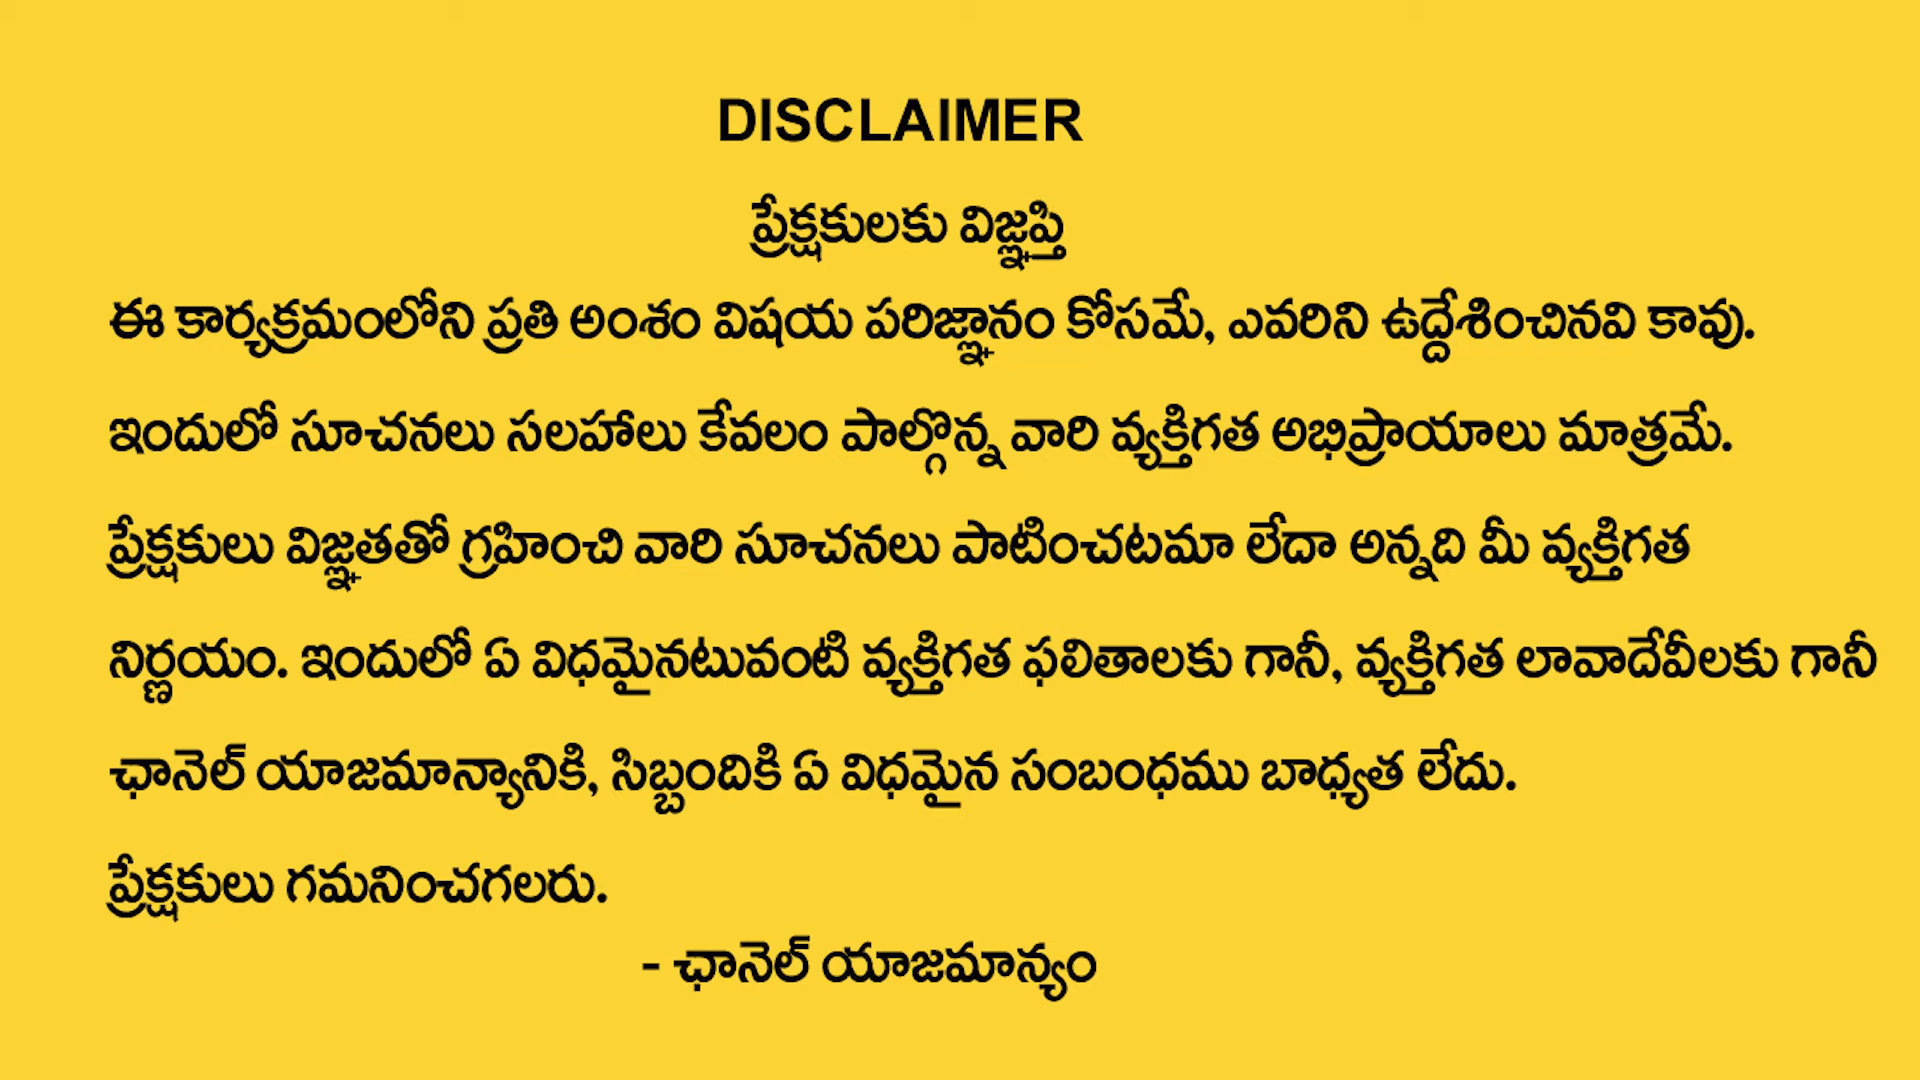 DISCLAIMER
ప్రేక్షకులకు విజ్ఞప్తి
ఈ కార్యక్రమంలోని ప్రతి అంశం విషయ పరిజ్ఞానం కోసమే, ఎవరిని ఉద్దేశించినవి కావు.
ఇందులో సూచనలు సలహాలు కేవలం పాల్గొన్న వారి వ్యక్తిగత అభిప్రాయాలు మాత్రమే.
ప్రేక్షకులు విజ్ఞతతో గ్రహించి వారి సూచనలు పాటించటమా లేదా అన్నది మీ వ్యక్తిగత
నిర్ణయం. ఇందులో ఏ విధమైనటువంటి వ్యక్తిగత ఫలితాలకు గానీ, వ్యక్తిగత లావాదేవీలకు గానీ
ఛానెల్ యాజమాన్యానికి, సిబ్బందికి ఏ విధమైన సంబంధము బాధ్యత లేదు.
ప్రేక్షకులు గమనించగలరు.
- ఛానెల్ యాజమాన్యం